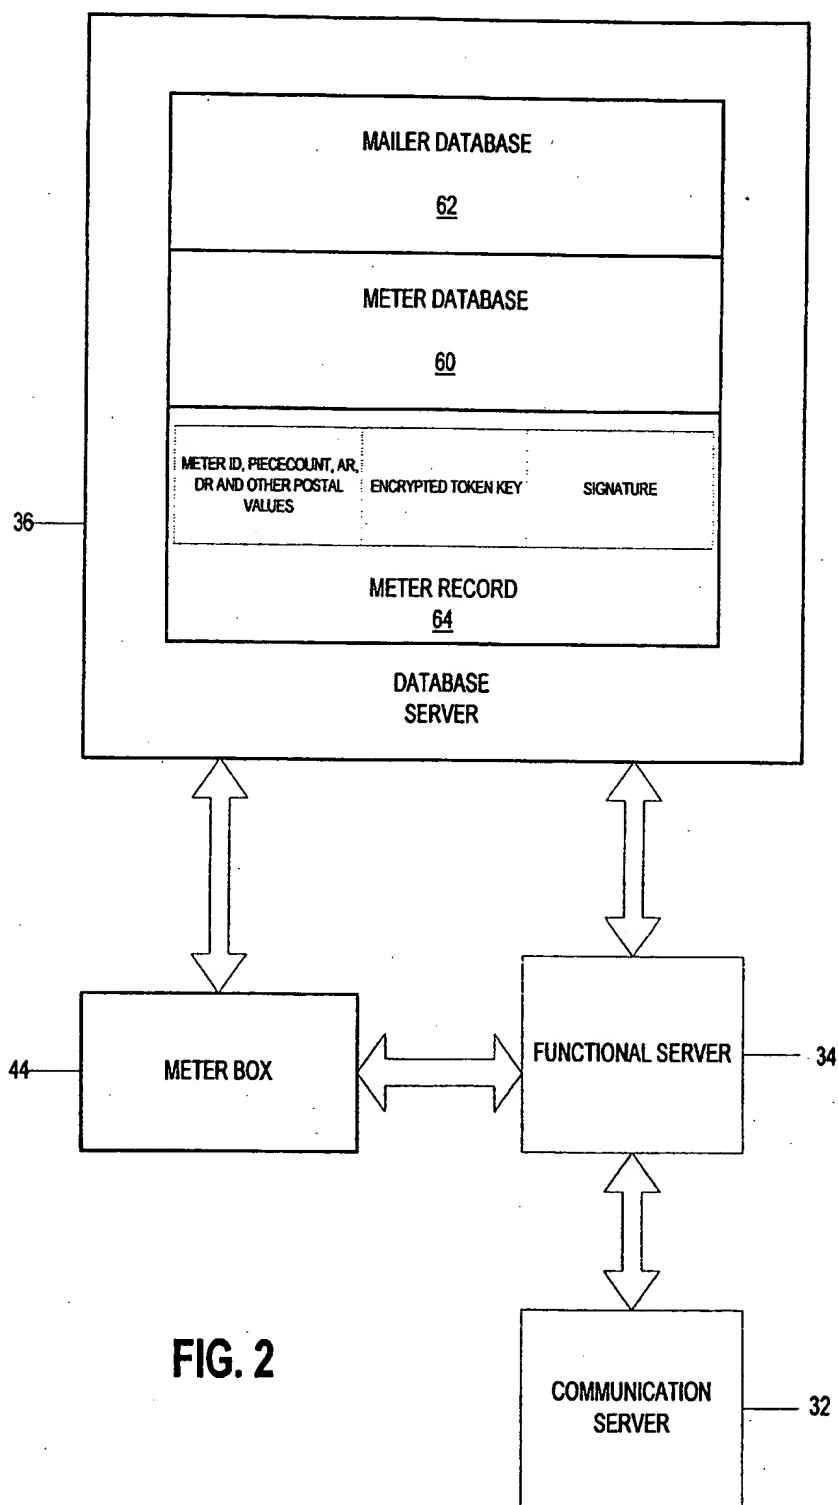 MAILER DATABASE
62
METER DATABASE
60
METER ID, PIECECOUNT, AR,
DR AND OTHER POSTAL
VALUES
ENCRYPTED TOKEN KEY
SIGNATURE
METER RECORD
64
DATABASE
SERVER
36
44
METER BOX
FUNCTIONAL SERVER
34
FIG. 2
COMMUNICATION
SERVER
32